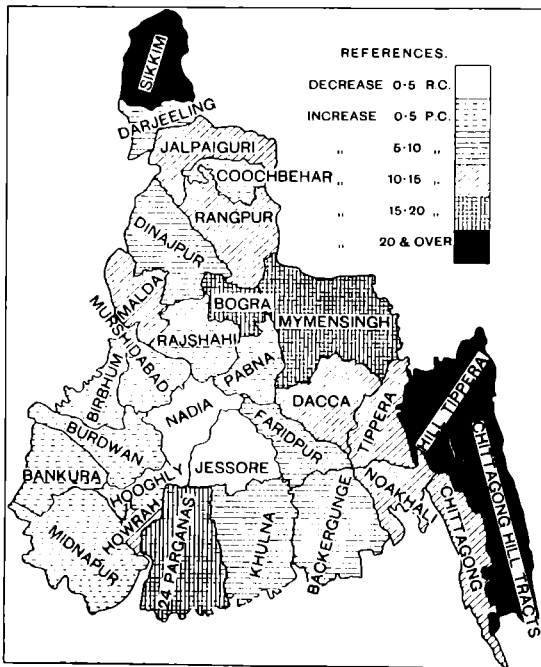 REFERENCES.
DECREASE 0·5 R.C.
INCREASE 0·5 P.C.
„ 5·10 „
„ 10·15 „
„ 15·20 „
„ 20 & OVER
SIKKIM
DARJEELING
JALPAIGURI
COOCHBEHAR
RANGPUR
DINAJPUR
MALDA
BOGRA
MYMENSINGH
MURSHIDABAD
RAJSHAHI
PABNA
BIRBHUM
NADIA
DACCA
TIPPERA
HILL TIPPERA
CHITTAGONG HILL TRACTS
BURDWAN
FARIDPUR
BANKURA
HOOGHLY
JESSORE
NOAKHALI
CHITTAGONG
MIDNAPUR
HOWRAH
24 PARGANAS
KHULNA
BACKERGUNGE